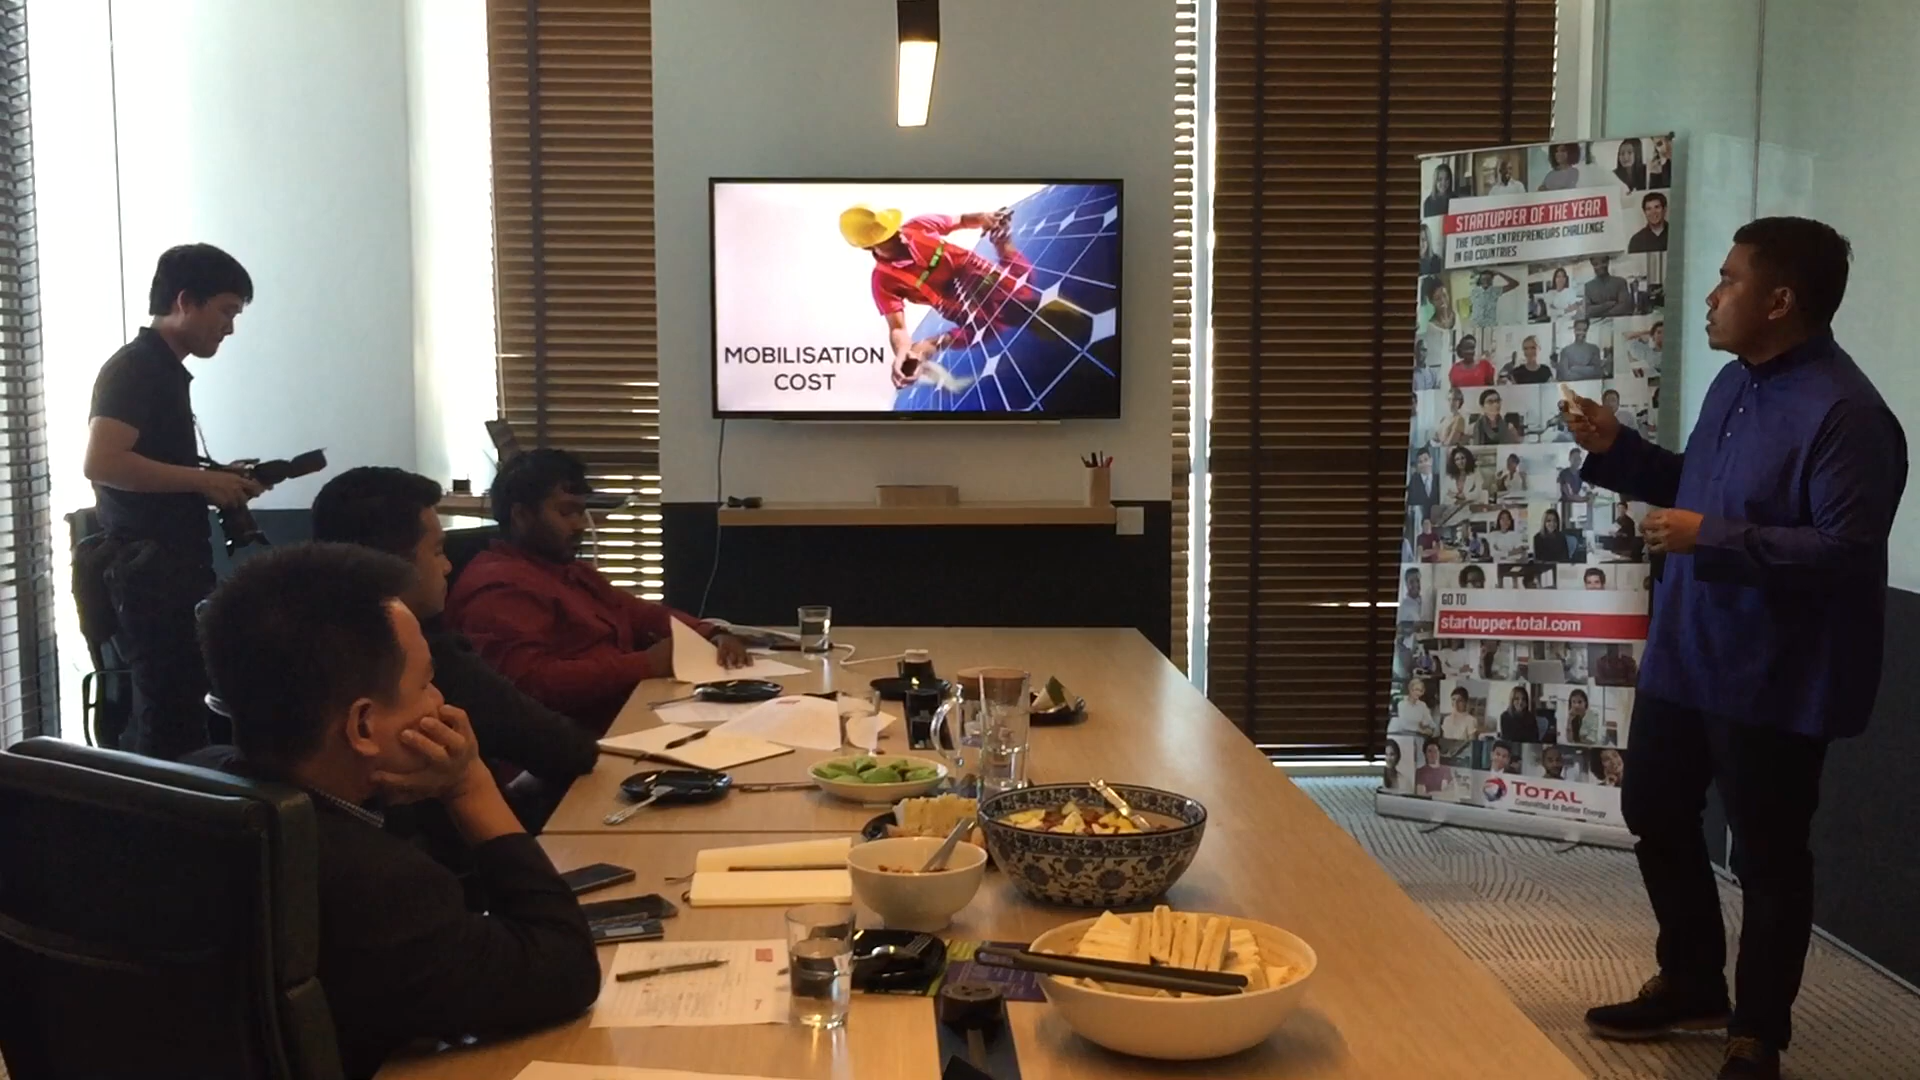 MOBILISATION
COST
STARTUPPER OF THE YEAR
THE YOUNG ENTREPRENEURS CHALLENGE
IN 60 COUNTRIES
GO TO
startupper.total.com
TOTAL
Committed to Better Energy